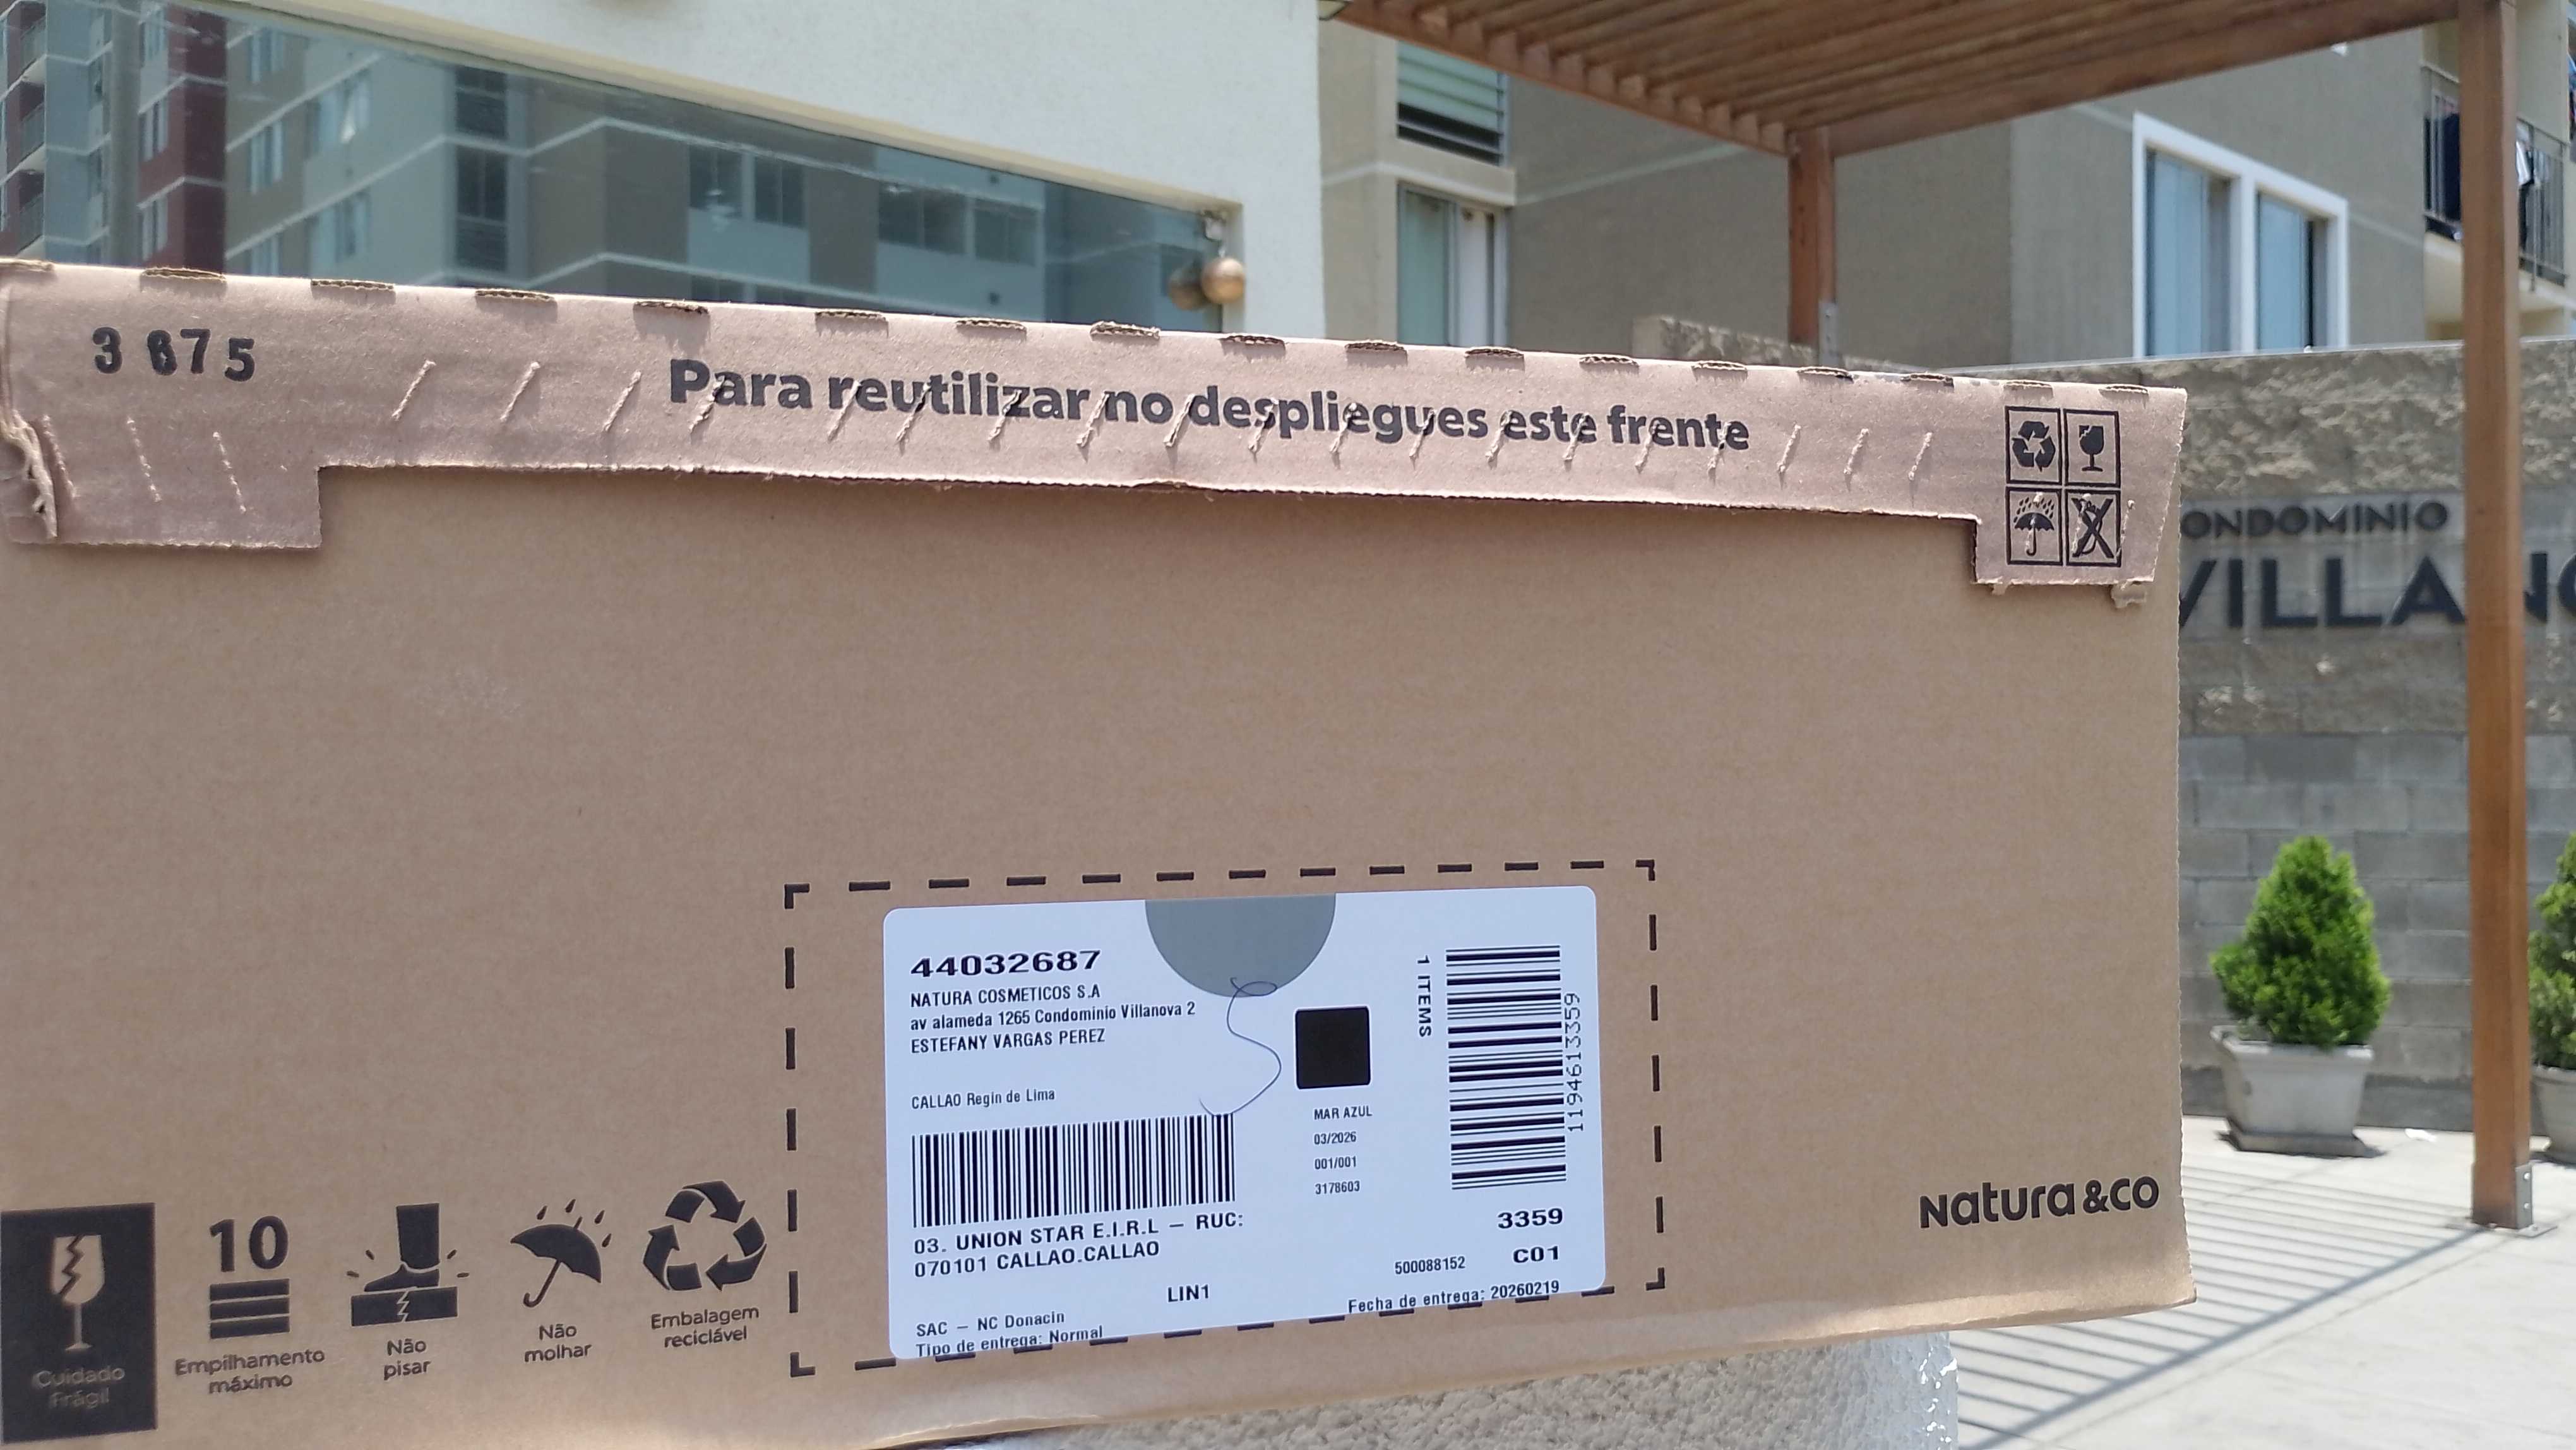 3 675
Para reutilizar no despliegues este frente
ONDOMINIO
VILLAN
44032687
NATURA COSMETICOS S.A
av alameda 1265 Condominio Villanova 2
ESTEFANY VARGAS PEREZ
CALLAO Regin de Lima
03. UNION STAR E.I.R.L – RUC:
070101 CALLAO.CALLAO
LIN1
SAC – NC Donacin
Tipo de entrega: Normal
MAR AZUL
03/2026
001/001
3178603
1 ITEMS
1194613359
3359
C01
500088152
Fecha de entrega: 20260219
Natura &co
Cuidado
Frágil
10
Empilhamento
máximo
Não
pisar
Não
molhar
Embalagem
reciclável